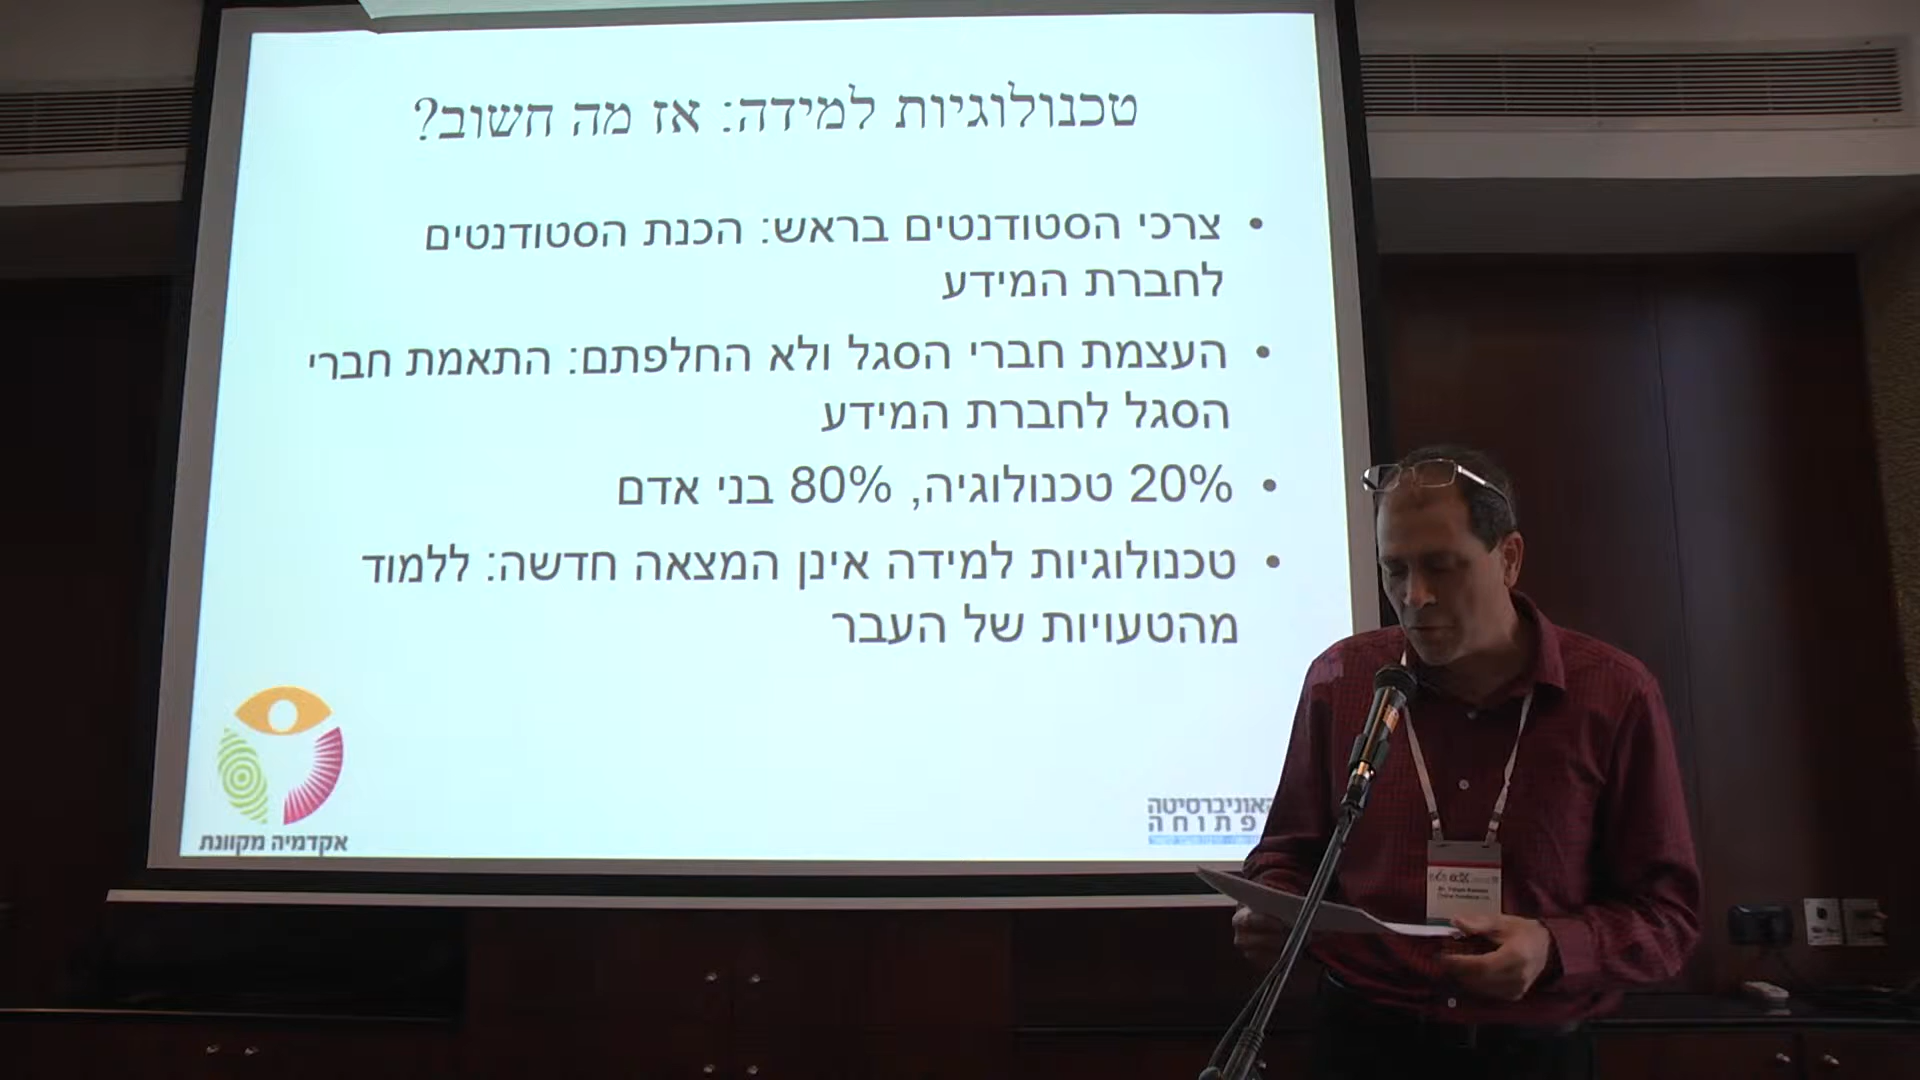 טכנולוגיות למידה: אז מה חשוב?
• צרכי הסטודנטים בראש: הכנת הסטודנטים
לחברת המידע
• העצמת חברי הסגל ולא החלפתם: התאמת חברי
הסגל לחברת המידע
• 20% טכנולוגיה, 80% בני אדם
• טכנולוגיות למידה אינן המצאה חדשה: ללמוד
מהטעויות של העבר
אקדמיה מקוונת
האוניברסיטה
פתוחה